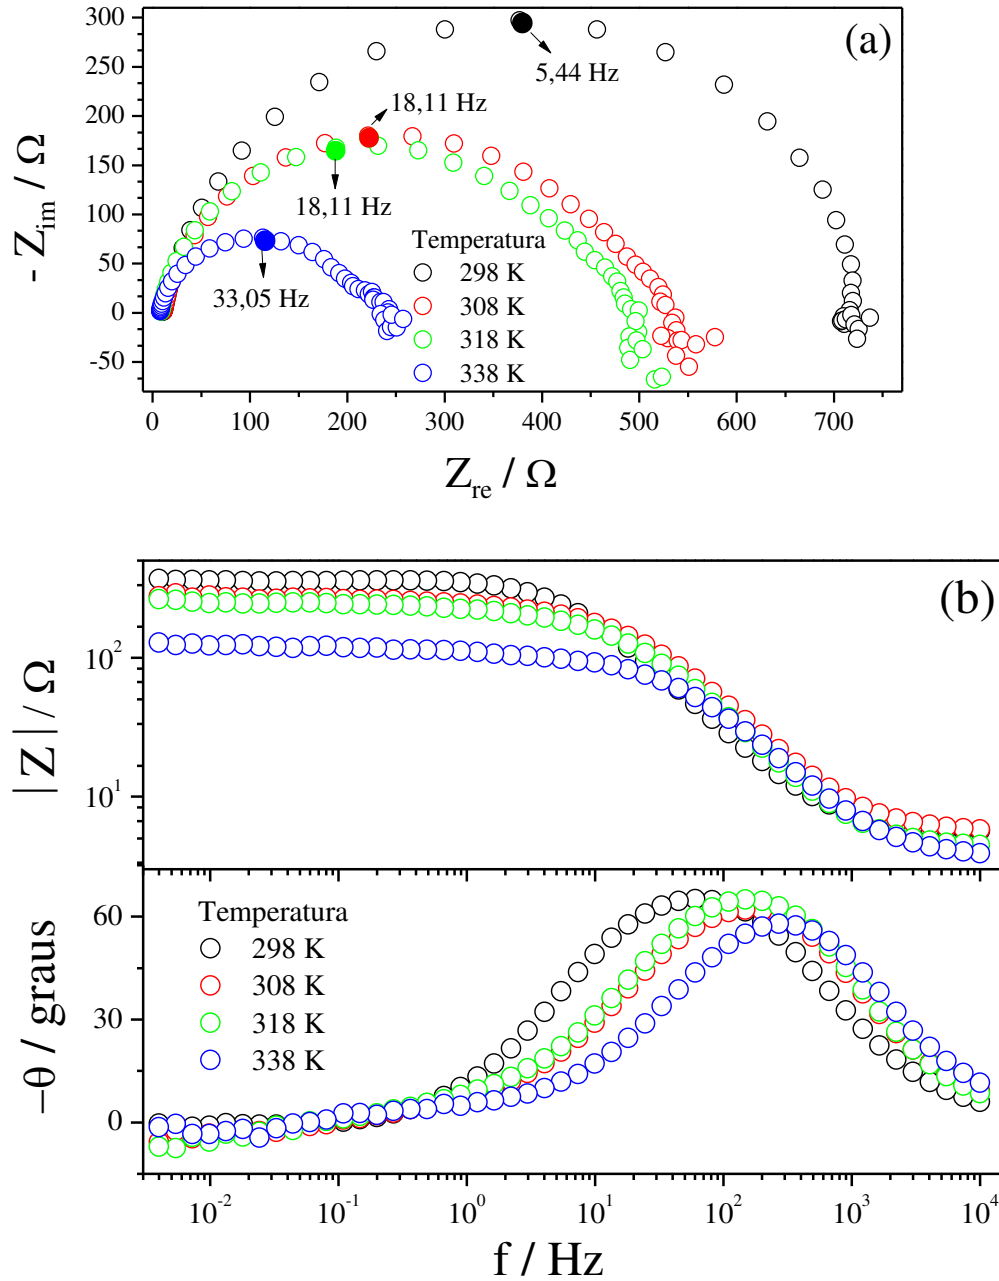 300
250
200
150
100
50
0
-50
- Z_im / Ω
(a)
5,44 Hz
18,11 Hz
18,11 Hz
33,05 Hz
Temperatura
298 K
308 K
318 K
338 K
0 100 200 300 400 500 600 700
Z_re / Ω
(b)
10^2
10^1
|Z| / Ω
60
30
0
−θ / graus
Temperatura
298 K
308 K
318 K
338 K
10^-2 10^-1 10^0 10^1 10^2 10^3 10^4
f / Hz